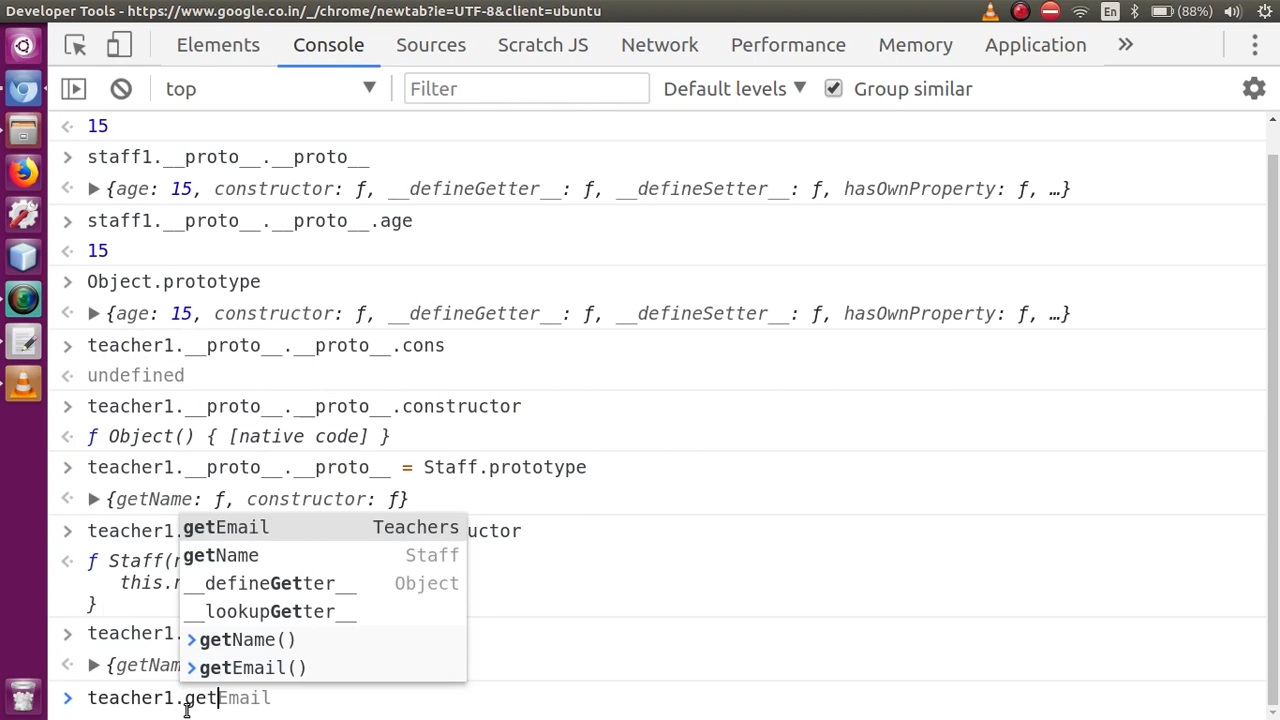 Developer Tools - https://www.google.co.in/_/chrome/newtab?ie=UTF-8&client=ubuntu En (88%)
Elements Console Sources Scratch JS Network Performance Memory Application »
top ▼ Filter Default levels ▼ Group similar
15
staff1.__proto__.__proto__
{age: 15, constructor: ƒ, __defineGetter__: ƒ, __defineSetter__: ƒ, hasOwnProperty: ƒ, …}
staff1.__proto__.__proto__.age
15
Object.prototype
{age: 15, constructor: ƒ, __defineGetter__: ƒ, __defineSetter__: ƒ, hasOwnProperty: ƒ, …}
teacher1.__proto__.__proto__.cons
undefined
teacher1.__proto__.__proto__.constructor
ƒ Object() { [native code] }
teacher1.__proto__.__proto__ = Staff.prototype
{getName: ƒ, constructor: ƒ}
teacher1. uctor
getEmail Teachers
getName Staff
__defineGetter__ Object
__lookupGetter__
getName()
getEmail()
ƒ Staff(
this.
}
teacher1.
{getNam
teacher1.getEmail